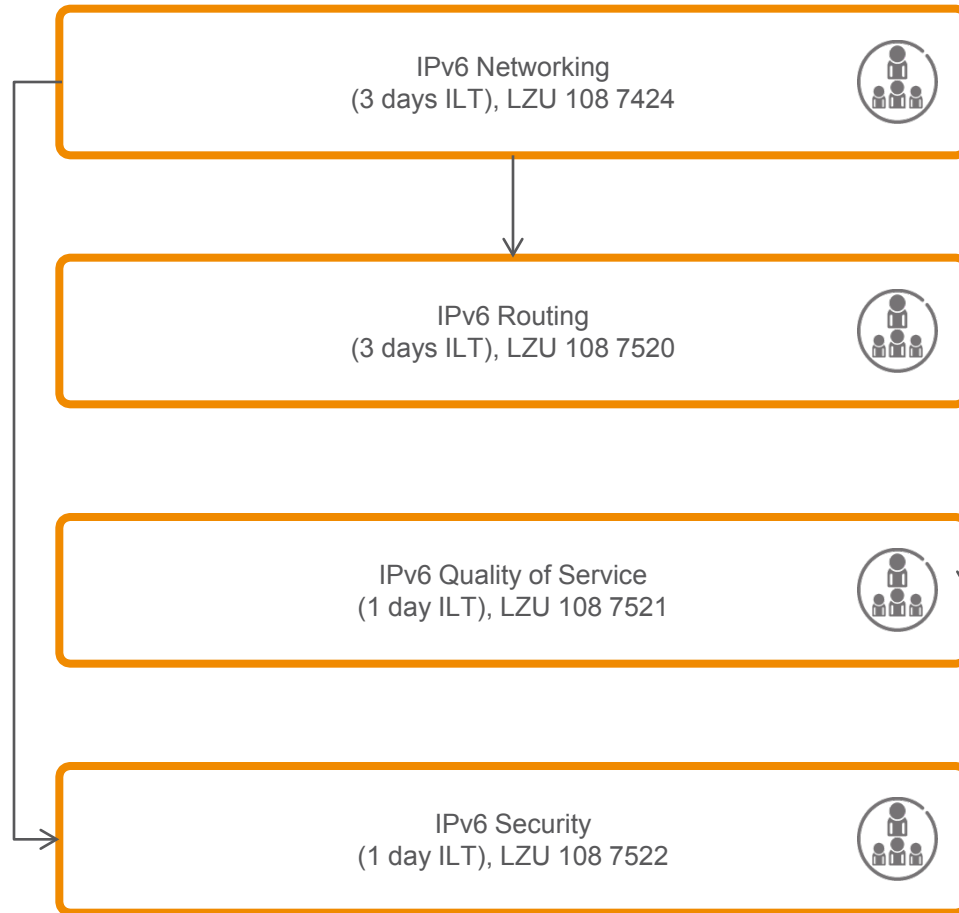 IPv6 Networking
(3 days ILT), LZU 108 7424
IPv6 Routing
(3 days ILT), LZU 108 7520
IPv6 Quality of Service
(1 day ILT), LZU 108 7521
IPv6 Security
(1 day ILT), LZU 108 7522